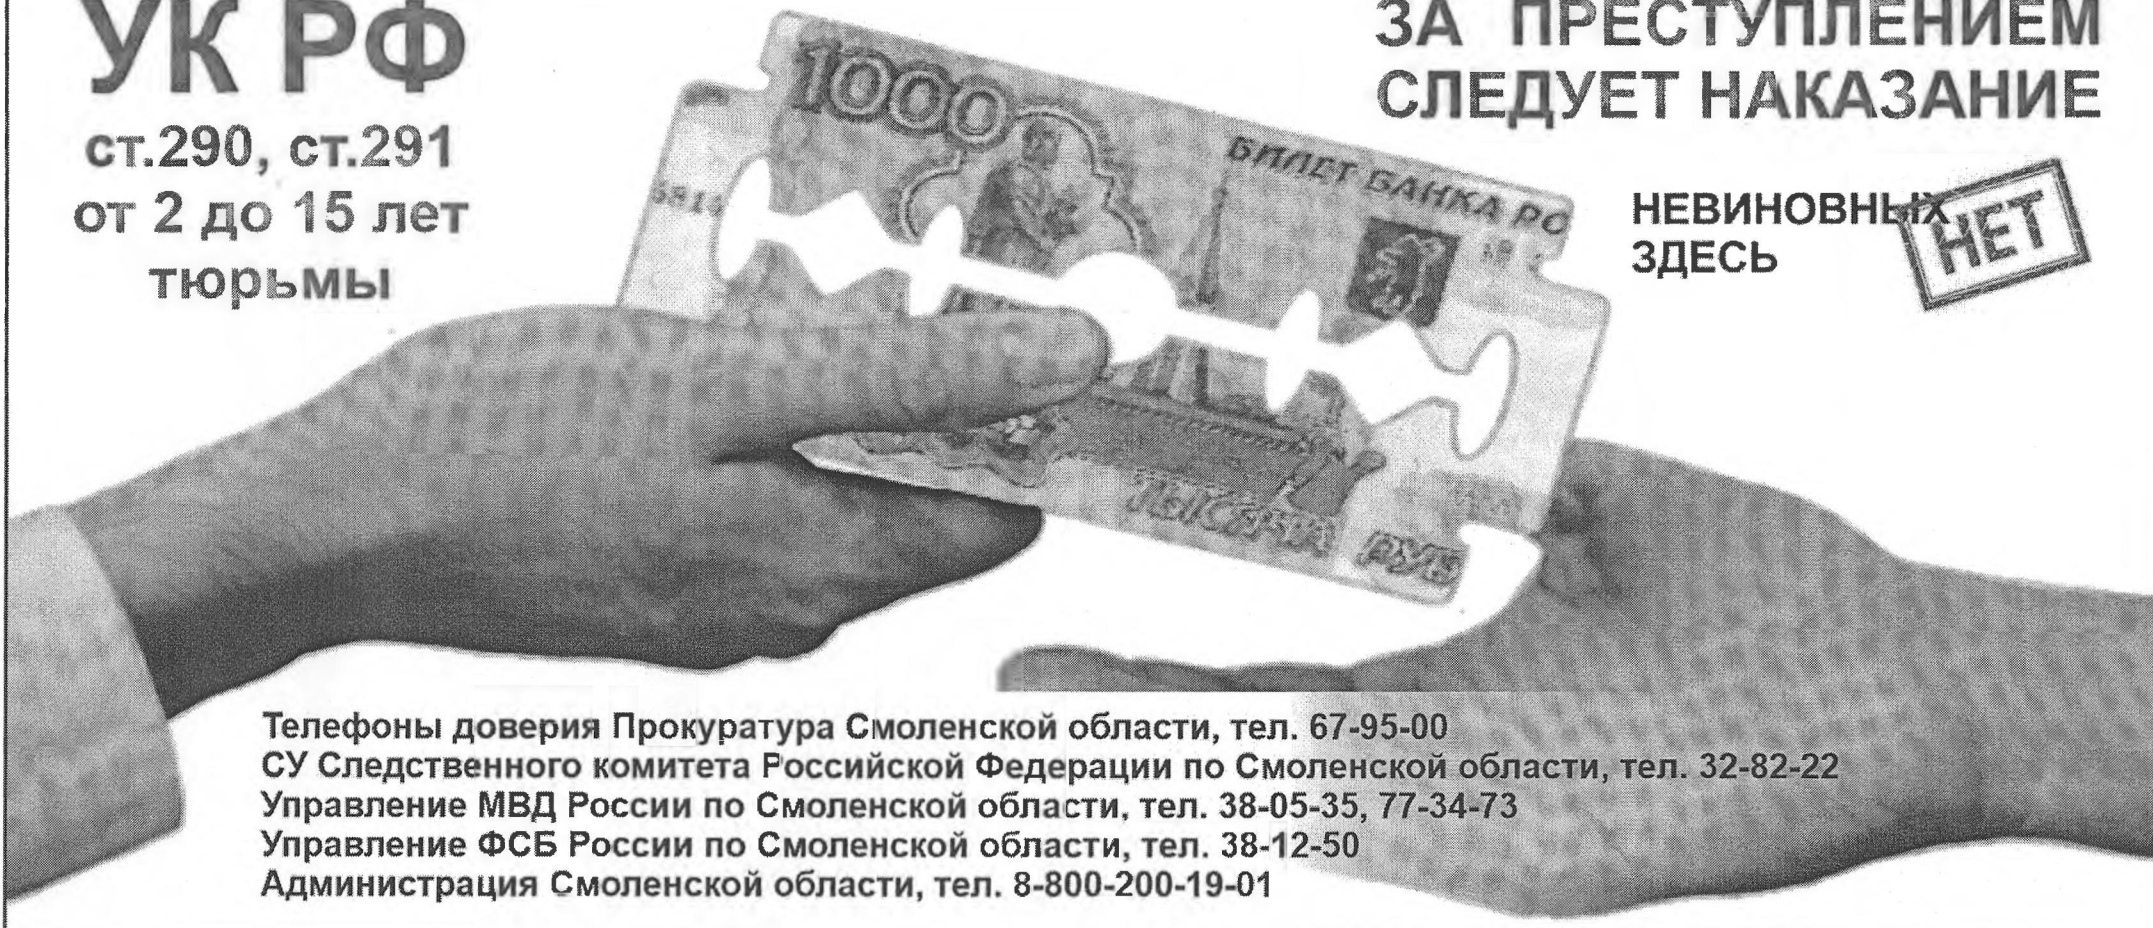 УК РФ
ст.290, ст.291
от 2 до 15 лет
тюрьмы
ЗА ПРЕСТУПЛЕНИЕМ
СЛЕДУЕТ НАКАЗАНИЕ
НЕВИНОВНЫХ
ЗДЕСЬ
НЕТ
1000
БИЛЕТ БАНКА РО
ТЫСЯЧА РУБ
Телефоны доверия Прокуратура Смоленской области, тел. 67-95-00
СУ Следственного комитета Российской Федерации по Смоленской области, тел. 32-82-22
Управление МВД России по Смоленской области, тел. 38-05-35, 77-34-73
Управление ФСБ России по Смоленской области, тел. 38-12-50
Администрация Смоленской области, тел. 8-800-200-19-01